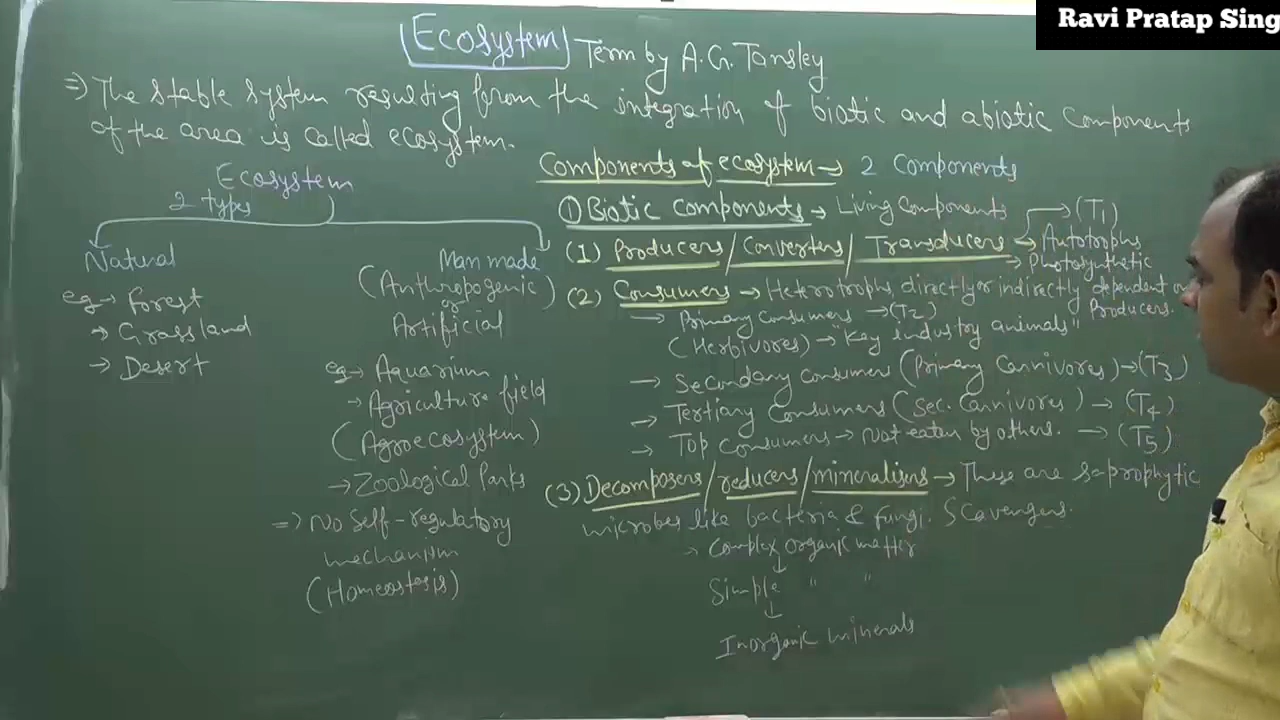 Ravi Pratap Sing
Ecosystem Term by A.G. Tansley
⇒ The stable system resulting from the integration of biotic and abiotic components
of the area is called ecosystem.
Ecosystem
2 types
Natural
eg → Forest
→ Grassland
→ Desert
Man made
(Anthropogenic)
or
Artificial
eg → Aquarium
→ Agriculture field
(Agroecosystem)
→ Zoological Parks
⇒ No Self-regulatory
mechanism
(Homeostasis)
Components of ecosystem → 2 Components
① Biotic components → Living Components
(1) Producers/Converters/Transducers → Autotrophs → (T1)
→ Photosynthetic
(2) Consumers → Heterotrophs directly or indirectly dependent on
Producers.
→ Primary Consumers → (T2)
(Herbivores) → "Key industry animals"
→ Secondary Consumers (Primary Carnivores) → (T3)
→ Tertiary Consumers (Sec. Carnivores) → (T4)
→ Top Consumers → Not eaten by others. → (T5)
(3) Decomposers/reducers/mineralisers → These are saprophytic
microbes like bacteria & fungi. Scavengers.
→ Complex organic matter
↓
Simple " "
↓
Inorganic minerals